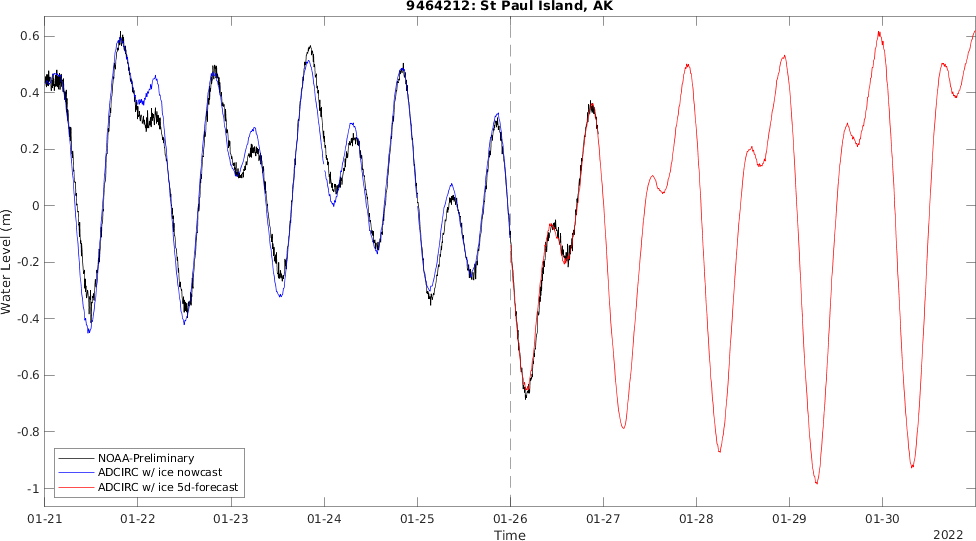 9464212: St Paul Island, AK
Water Level (m)
0.6
0.4
0.2
0
-0.2
-0.4
-0.6
-0.8
-1
NOAA-Preliminary
ADCIRC w/ ice nowcast
ADCIRC w/ ice 5d-forecast
01-21 01-22 01-23 01-24 01-25 01-26 01-27 01-28 01-29 01-30
Time
2022